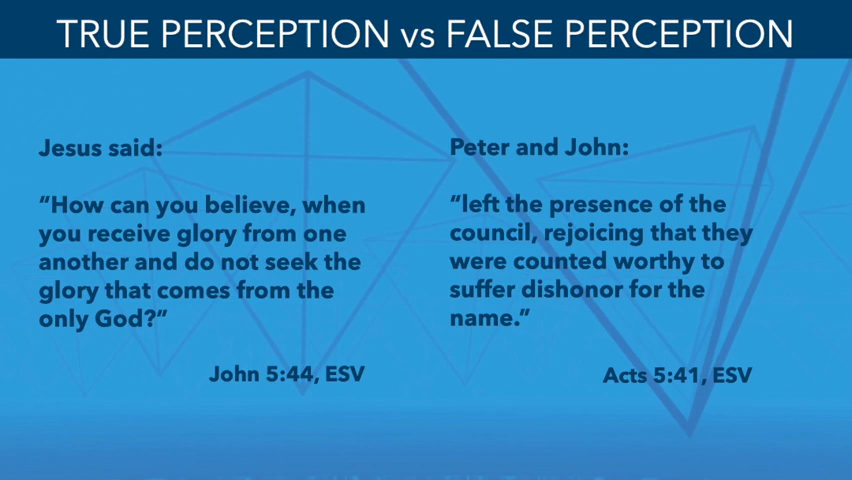 TRUE PERCEPTION vs FALSE PERCEPTION
Jesus said:
“How can you believe, when
you receive glory from one
another and do not seek the
glory that comes from the
only God?”
John 5:44, ESV
Peter and John:
“left the presence of the
council, rejoicing that they
were counted worthy to
suffer dishonor for the
name.”
Acts 5:41, ESV